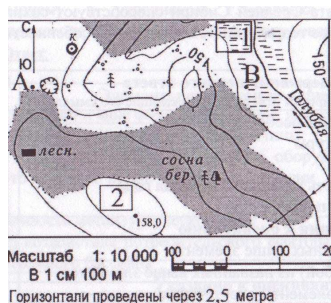 С
к
1
150
В
150
Ю
А
Голубая
лесн.
сосна
бер.
2
158,0
Масштаб 1: 10 000 100 0 100 20
В 1 см 100 м
Горизонтали проведены через 2,5 метра